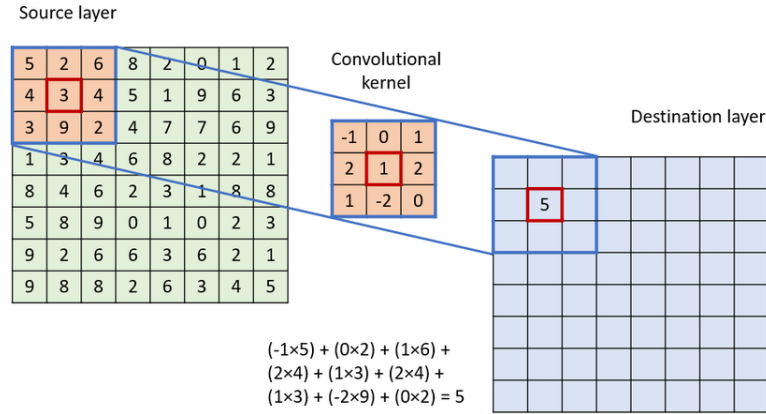 Source layer
Convolutional
kernel
Destination layer
5 2 6 8 2 0 1 2
4 3 4 5 1 9 6 3
3 9 2 4 7 7 6 9
1 3 4 6 8 2 2 1
8 4 6 2 3 1 8 8
5 8 9 0 1 0 2 3
9 2 6 6 3 6 2 1
9 8 8 2 6 3 4 5
-1 0 1
2 1 2
1 -2 0
5
(-1×5) + (0×2) + (1×6) +
(2×4) + (1×3) + (2×4) +
(1×3) + (-2×9) + (0×2) = 5